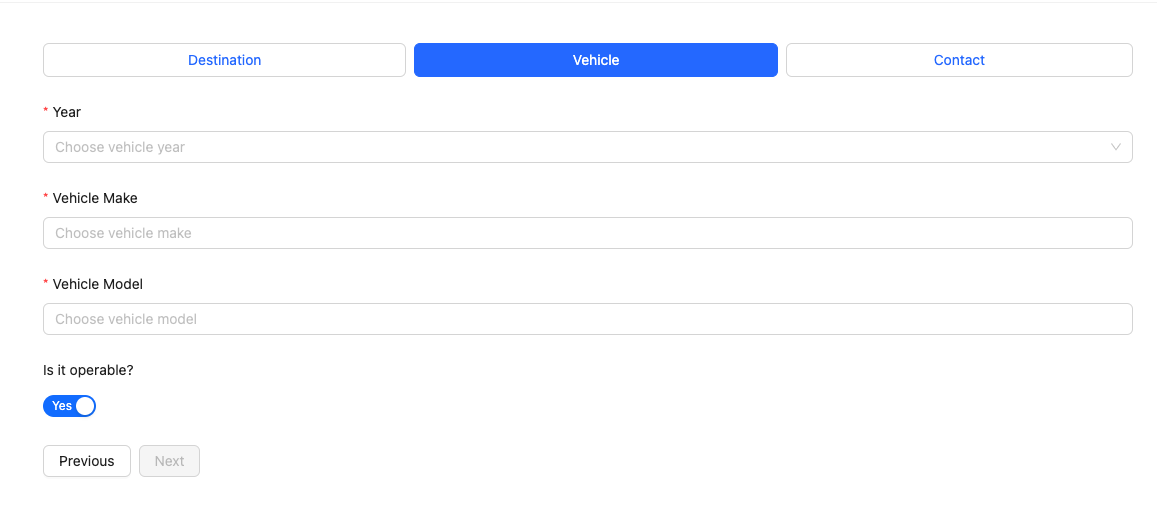 Destination Vehicle Contact
* Year
Choose vehicle year
* Vehicle Make
Choose vehicle make
* Vehicle Model
Choose vehicle model
Is it operable?
Yes
Previous Next